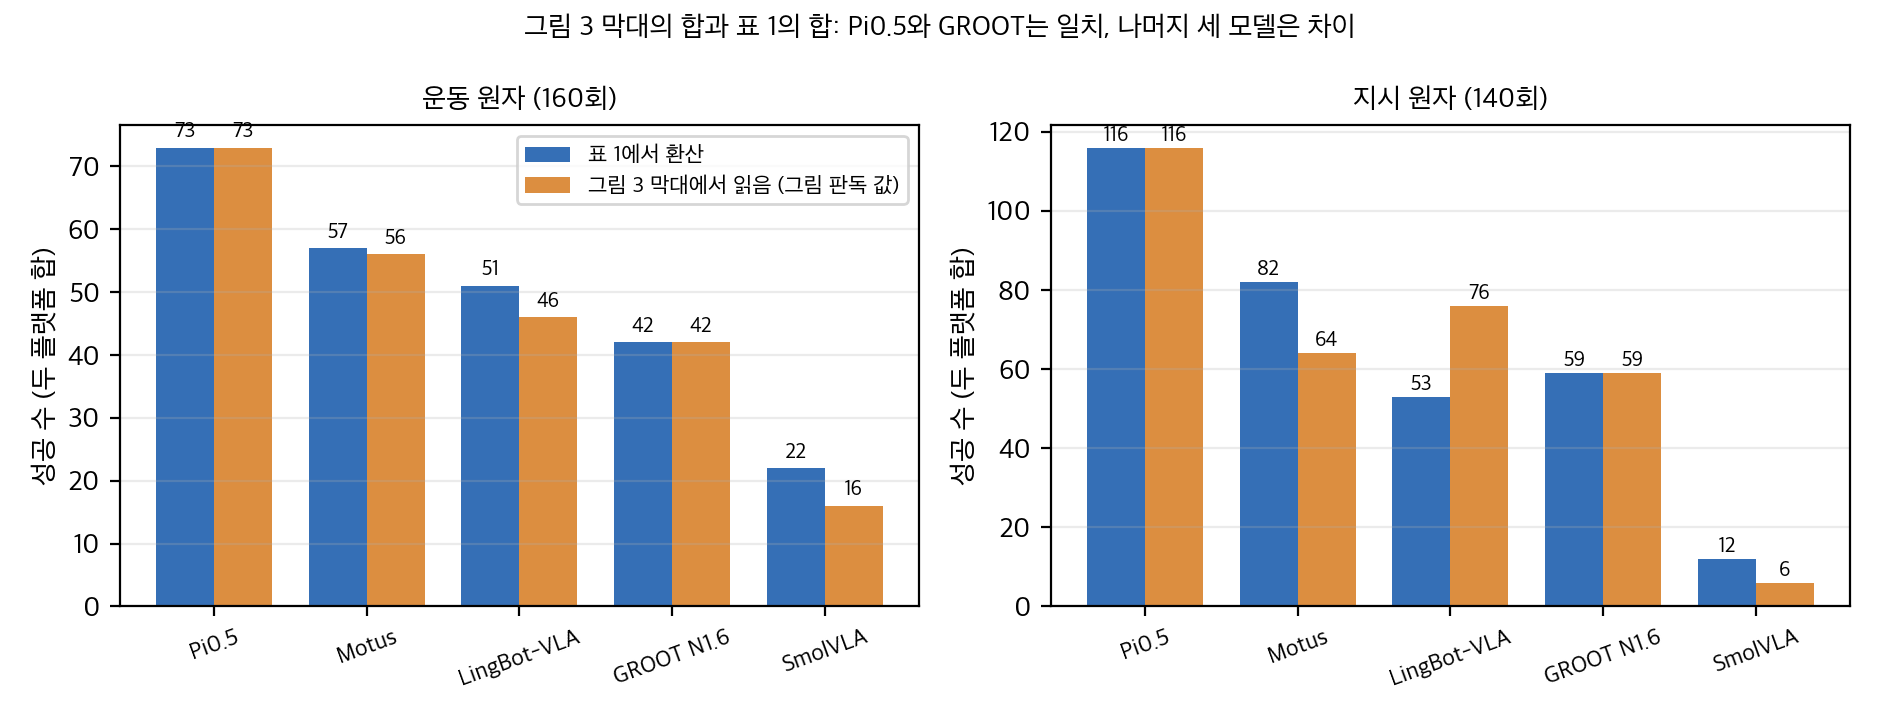 그림 3 막대의 합과 표 1의 합: Pi0.5와 GROOT는 일치, 나머지 세 모델은 차이
운동 원자 (160회)
성공 수 (두 플랫폼 합)
70
60
50
40
30
20
10
0
표 1에서 환산
그림 3 막대에서 읽음 (그림 판독 값)
73
73
57
56
51
46
42
42
22
16
Pi0.5
Motus
LingBot-VLA
GROOT N1.6
SmolVLA
지시 원자 (140회)
성공 수 (두 플랫폼 합)
120
100
80
60
40
20
0
116
116
82
64
53
76
59
59
12
6
Pi0.5
Motus
LingBot-VLA
GROOT N1.6
SmolVLA